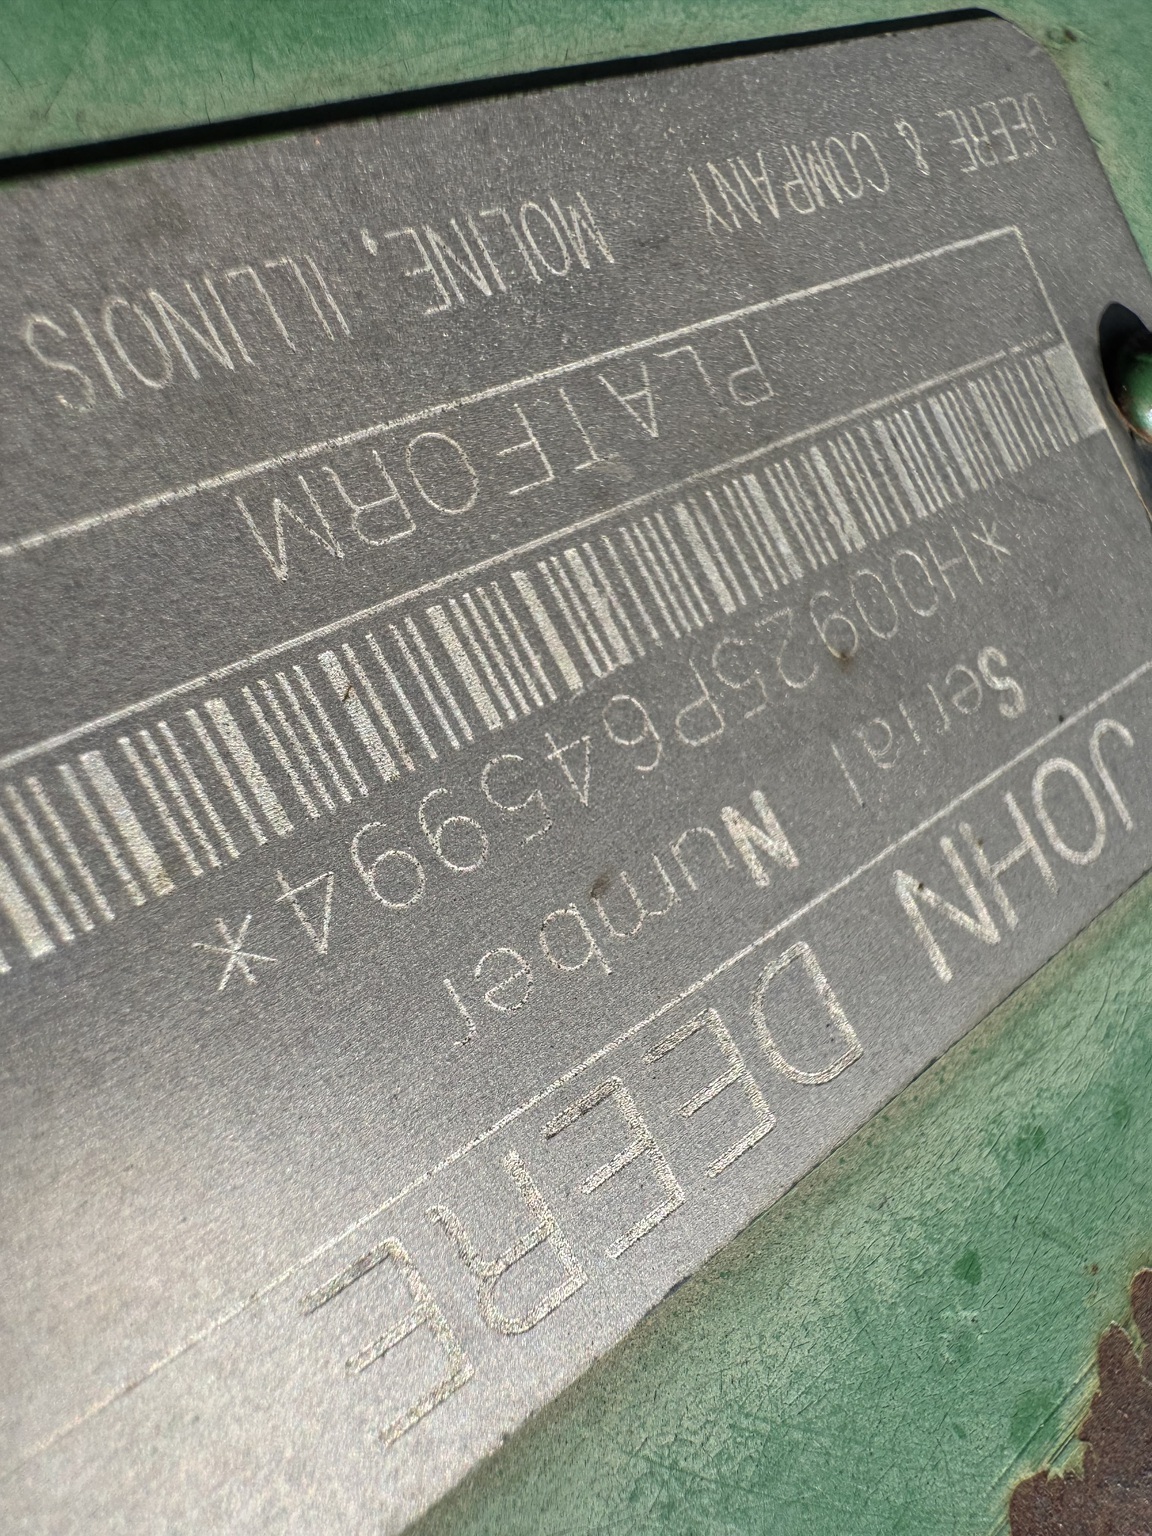 JOHN DEERE
Serial Number
*H00925P645994*
PLATFORM
DEERE & COMPANY MOLINE, ILLINOIS